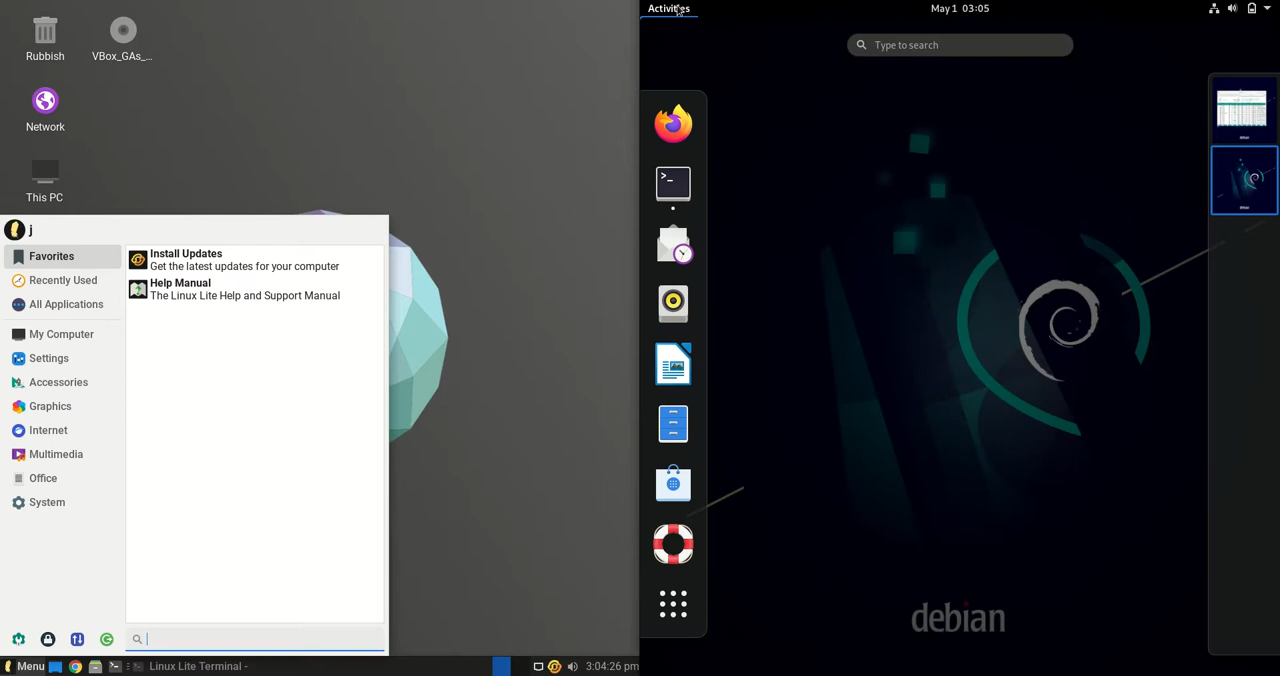 Rubbish
VBox_GAs_...
Network
This PC
j
Favorites
Recently Used
All Applications
My Computer
Settings
Accessories
Graphics
Internet
Multimedia
Office
System
Install Updates
Get the latest updates for your computer
Help Manual
The Linux Lite Help and Support Manual
Menu
Linux Lite Terminal -
3:04:26 pm
Activities
May 1 03:05
Type to search
>_
debian